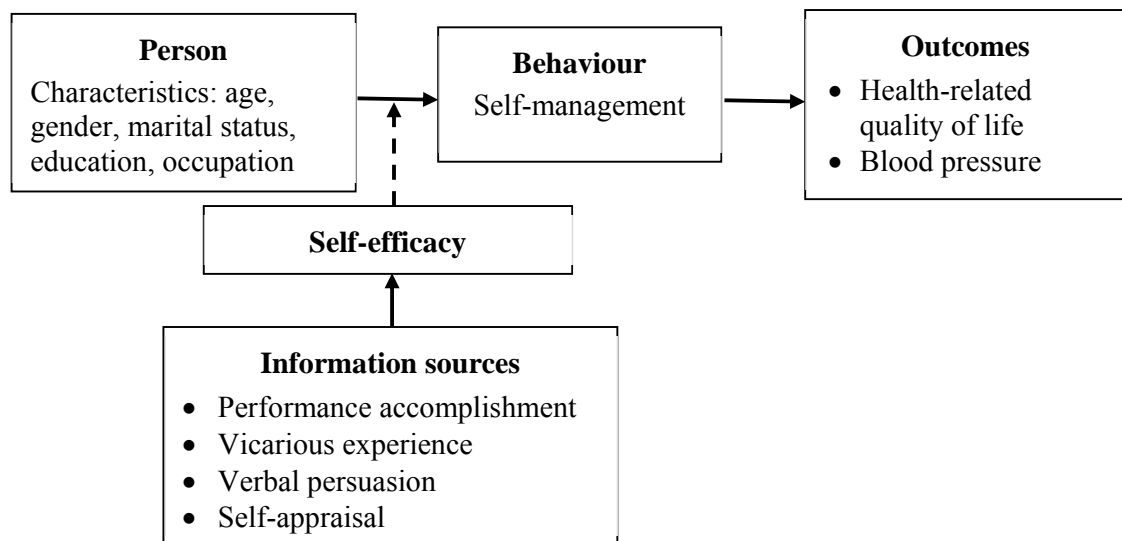 Person
Characteristics: age,
gender, marital status,
education, occupation
Behaviour
Self-management
Outcomes
• Health-related
quality of life
• Blood pressure
Self-efficacy
Information sources
• Performance accomplishment
• Vicarious experience
• Verbal persuasion
• Self-appraisal